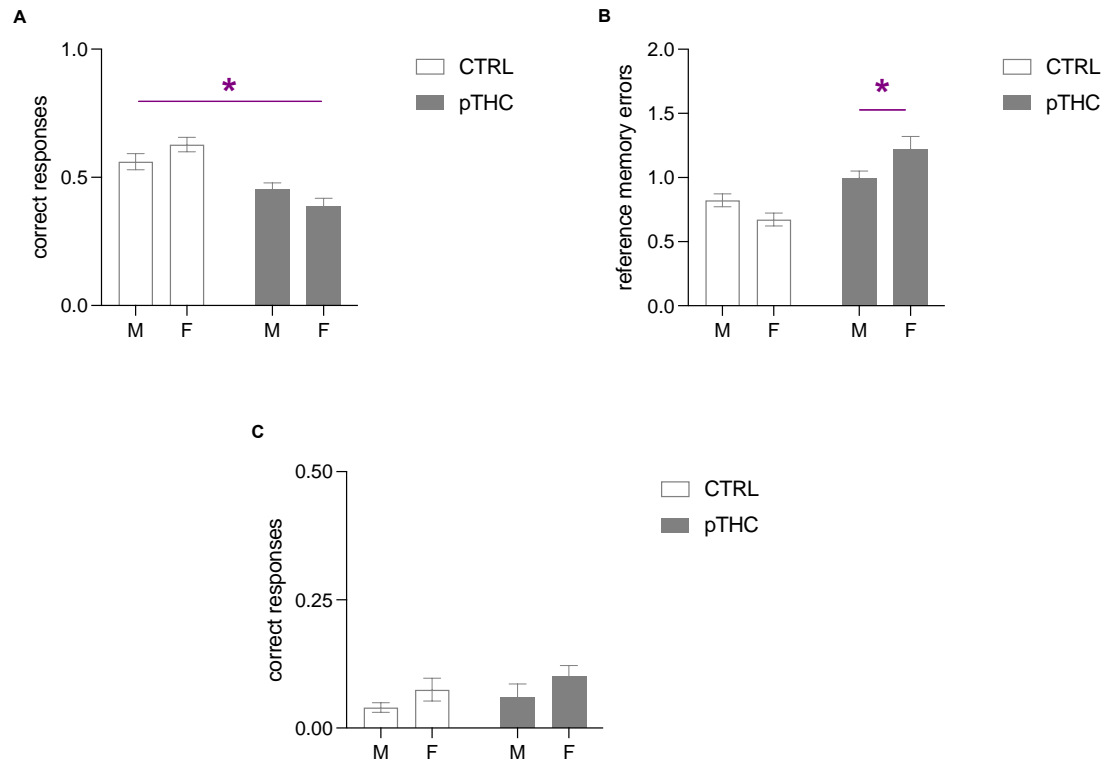 A
correct responses
1.0
0.5
0.0
*
M F M F
CTRL
pTHC
B
reference memory errors
2.0
1.5
1.0
0.5
0.0
*
M F M F
CTRL
pTHC
C
correct responses
0.50
0.25
0.00
M F M F
CTRL
pTHC